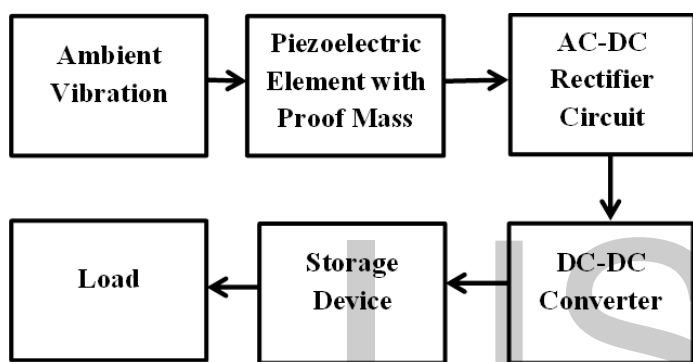 Ambient
Vibration
Piezoelectric
Element with
Proof Mass
AC-DC
Rectifier
Circuit
Load
Storage
Device
DC-DC
Converter